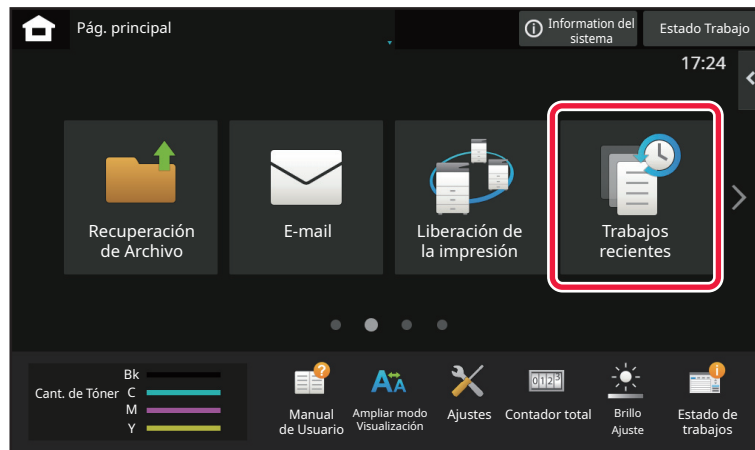 Pág. principal
Information del
sistema
Estado Trabajo
17:24
Recuperación
de Archivo
E-mail
Liberación de
la impresión
Trabajos
recientes
Cant. de Tóner
Bk
C
M
Y
Manual
de Usuario
Ampliar modo
Visualización
Ajustes
0123
Contador total
Brillo
Ajuste
Estado de
trabajos